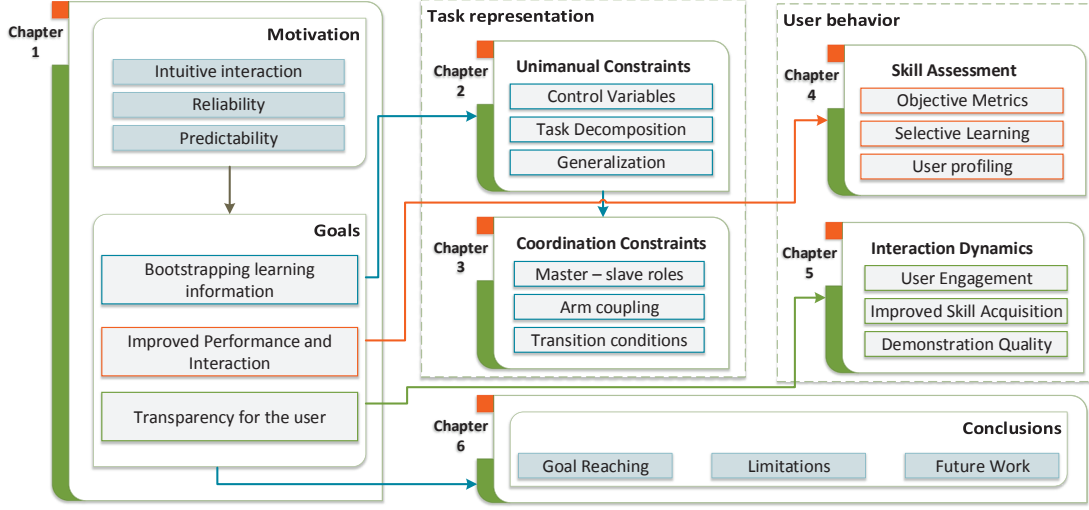 Chapter
1
Motivation
Intuitive interaction
Reliability
Predictability
Goals
Bootstrapping learning
information
Improved Performance and
Interaction
Transparency for the user
Task representation
Chapter
2
Unimanual Constraints
Control Variables
Task Decomposition
Generalization
Chapter
3
Coordination Constraints
Master – slave roles
Arm coupling
Transition conditions
User behavior
Chapter
4
Skill Assessment
Objective Metrics
Selective Learning
User profiling
Chapter
5
Interaction Dynamics
User Engagement
Improved Skill Acquisition
Demonstration Quality
Chapter
6
Conclusions
Goal Reaching
Limitations
Future Work